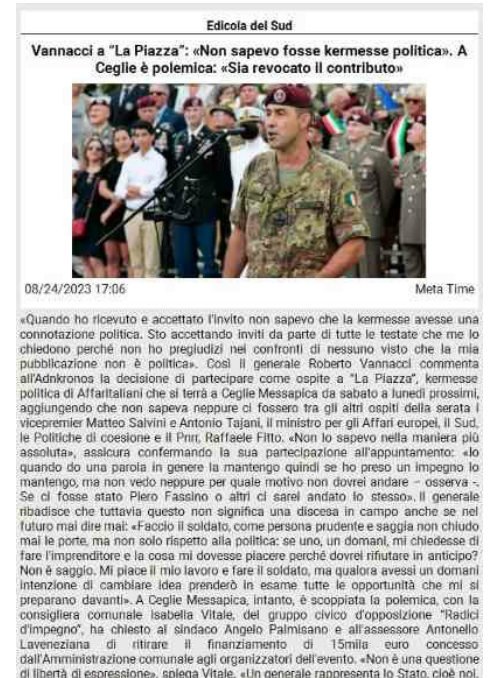 Edicola del Sud
Vannacci a "La Piazza": «Non sapevo fosse kermesse politica». A
Ceglie è polemica: «Sia revocato il contributo»
08/24/2023 17:06
Meta Time
«Quando ho ricevuto e accettato l'invito non sapevo che la kermesse avesse una
connotazione politica. Sto accettando inviti da parte di tutte le testate che me lo
chiedono perché non ho pregiudizi nei confronti di nessuno visto che la mia
pubblicazione non è politica». Così il generale Roberto Vannacci commenta
all'Adnkronos la decisione di partecipare come ospite a "La Piazza", kermesse
politica di Affaritaliani che si terrà a Ceglie Messapica da sabato a lunedì prossimi,
aggiungendo che non sapeva neppure ci fossero tra gli altri ospiti della serata i
vicepremier Matteo Salvini e Antonio Tajani, il ministro per gli Affari europei, il Sud,
le Politiche di coesione e il Pnrr, Raffaele Fitto. «Non lo sapevo nella maniera più
assoluta», assicura confermando la sua partecipazione all'appuntamento: «Io
quando do una parola in genere la mantengo quindi se ho preso un impegno lo
mantengo, ma non vedo neppure per quale motivo non dovrei andare – osserva -.
Se ci fosse stato Piero Fassino o altri ci sarei andato lo stesso». Il generale
ribadisce che tuttavia questo non significa una discesa in campo anche se nel
futuro mai dire mai: «Faccio il soldato, come persona prudente e saggia non chiudo
mai le porte, ma non solo rispetto alla politica: se uno, un domani, mi chiedesse di
fare l'imprenditore e la cosa mi dovesse piacere perché dovrei rifiutare in anticipo?
Non è saggio. Mi piace il mio lavoro e fare il soldato, ma qualora avessi un domani
intenzione di cambiare idea prenderò in esame tutte le opportunità che mi si
preparano davanti». A Ceglie Messapica, intanto, è scoppiata la polemica, con la
consigliera comunale Isabella Vitale, del gruppo civico d'opposizione "Radici
d'impegno", ha chiesto al sindaco Angelo Palmisano e all'assessore Antonello
Laveneziana di ritirare il finanziamento di 15mila euro concesso
dall'Amministrazione comunale agli organizzatori dell'evento. «Non è una questione
di libertà di espressione», spiega Vitale. «Un generale rappresenta lo Stato, cioè noi,